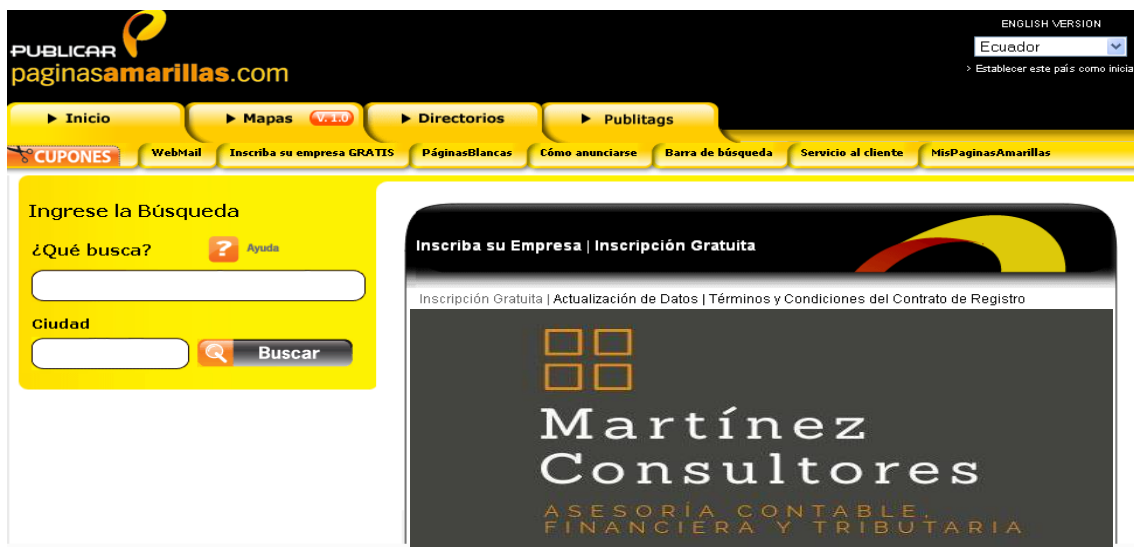 PUBLICAR
paginasamarillas.com
ENGLISH VERSION
Ecuador
> Establecer este país como inicia
Inicio
Mapas V. 1.0
Directorios
Publitags
CUPONES
WebMail
Inscriba su empresa GRATIS
PáginasBlancas
Cómo anunciarse
Barra de búsqueda
Servicio al cliente
MisPaginasAmarillas
Ingrese la Búsqueda
¿Qué busca?
? Ayuda
Ciudad
Buscar
Inscriba su Empresa | Inscripción Gratuita
Inscripción Gratuita | Actualización de Datos | Términos y Condiciones del Contrato de Registro
Martínez
Consultores
ASESORÍA CONTABLE,
FINANCIERA Y TRIBUTARIA